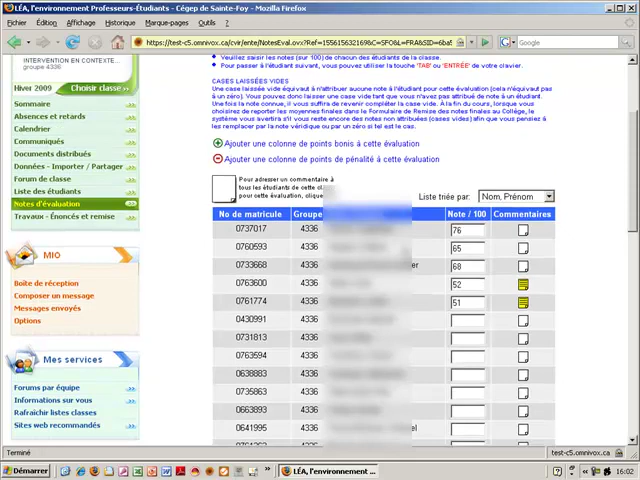 LÉA, l'environnement Professeurs-Étudiants - Cégep de Sainte-Foy - Mozilla Firefox
Fichier Édition Affichage Historique Marque-pages Outils ?
https://test-c5.omnivox.ca/cvir/ente/NotesEval.ovx?Ref=1556156321698C=SFO&L=FRA&SID=6ba5
Google
INTERVENTION EN CONTEXTE...
groupe 4336
Hiver 2009 Choisir classe
Sommaire
Absences et retards
Calendrier
Communiqués
Documents distribués
Données - Importer / Partager
Forum de classe
Liste des étudiants
Notes d'évaluation
Travaux - Énoncés et remise
MIO
Boîte de réception
Composer un message
Messages envoyés
Options
Mes services
Forums par équipe
Informations sur vous
Rafraichir listes classes
Sites web recommandés
Veuillez saisir les notes (sur 100) de chacun des étudiants de la classe.
Pour passer à l'étudiant suivant, vous pouvez utiliser la touche 'TAB' ou 'ENTRÉE' de votre clavier.
CASES LAISSÉES VIDES
Une case laissée vide équivaut à n'attribuer aucune note à l'étudiant pour cette évaluation (cela n'équivaut pas
à zéro). Vous pouvez donc laisser une case vide tant que vous n'avez pas attribué de note à un étudiant.
Une fois la note connue, il vous suffira de revenir compléter la case vide. À la fin du cours, lorsque vous
choisirez de reporter les moyennes finales dans le Formulaire de Remise des notes finales au Collège, le
système vous avertira s'il vous reste encore des notes non attribuées (cases vides) afin que vous pensiez à
les remplacer par la note véridique ou par un zéro si tel est le cas.
Ajouter une colonne de points bonis à cette évaluation
Ajouter une colonne de points de pénalité à cette évaluation
Pour adresser un commentaire à
tous les étudiants de cette cl
pour cette évaluation, clique
Liste triée par: Nom, Prénom
No de matricule Groupe Note / 100 Commentaires
0737017 4336 76
0760593 4336 65
0733668 4336 er 68
0763600 4336 52
0761774 4336 51
0430991 4336
0731813 4336
0763594 4336
0638883 4336
0735863 4336
0663893 4336
0641995 4336 el
4336
Terminé test-c5.omnivox.ca
Démarrer LÉA, l'environnement ... 16:02